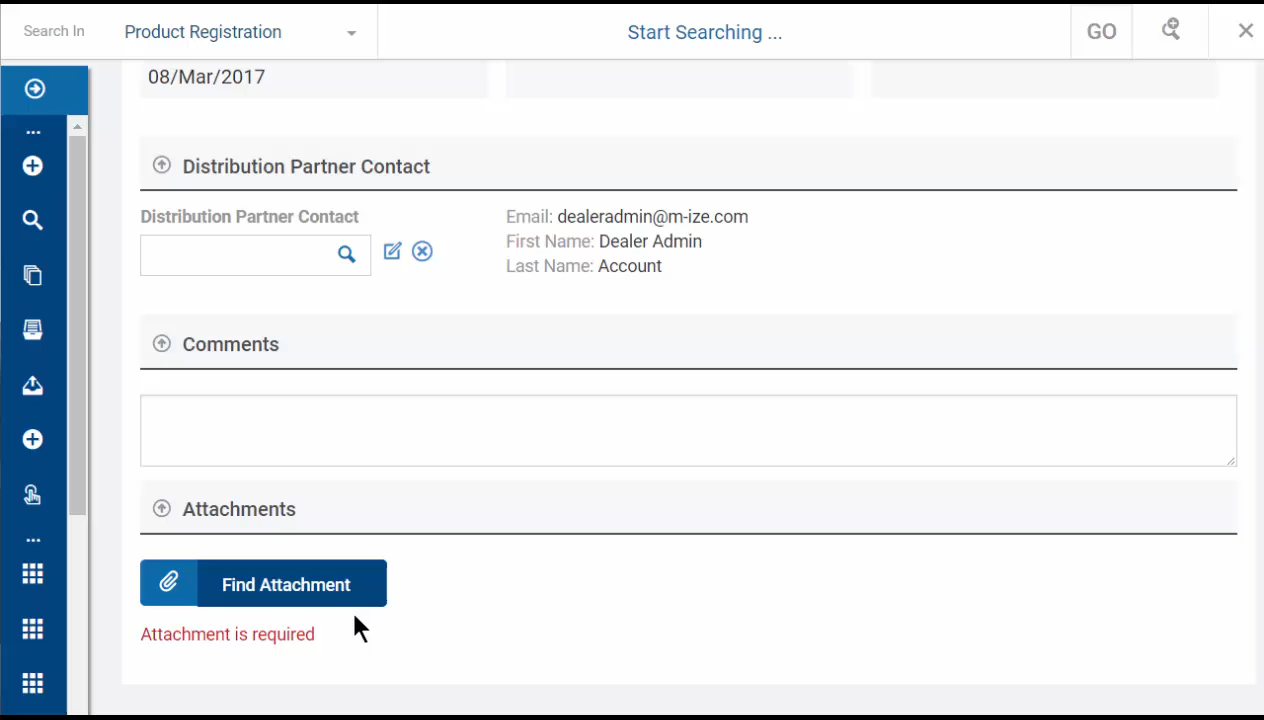 Search In Product Registration Start Searching ... GO
08/Mar/2017
Distribution Partner Contact
Distribution Partner Contact
Email: dealeradmin@m-ize.com
First Name: Dealer Admin
Last Name: Account
Comments
Attachments
Find Attachment
Attachment is required